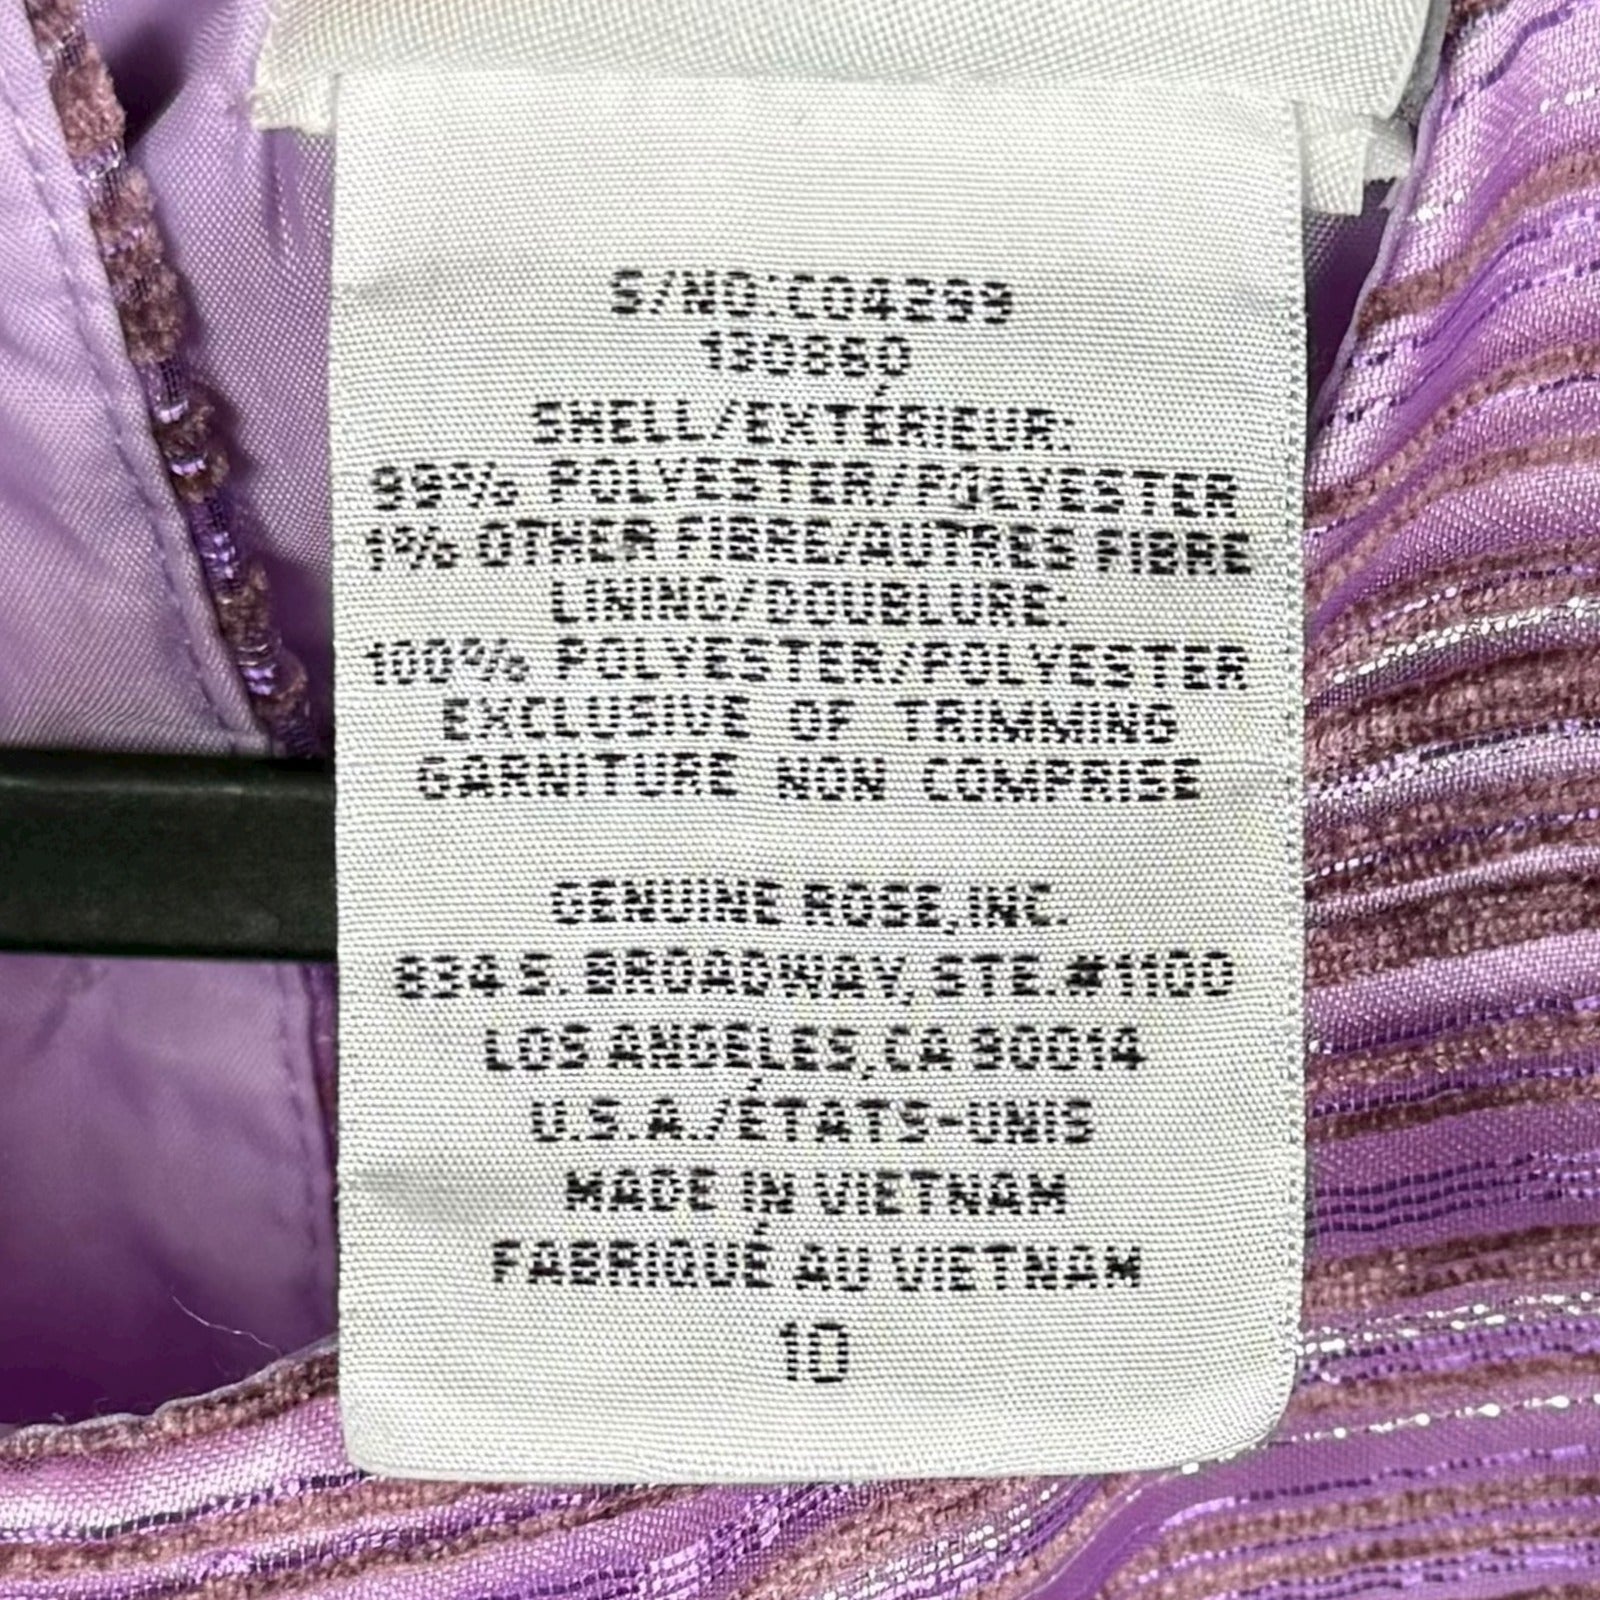 S/NO:C04299
130860
SHELL/EXTÉRIEUR:
99% POLYESTER/POLYESTER
1% OTHER FIBRE/AUTRES FIBRE
LINING/DOUBLURE:
100% POLYESTER/POLYESTER
EXCLUSIVE OF TRIMMING
GARNITURE NON COMPRISE
GENUINE ROSE, INC.
834 S. BROADWAY, STE. #1100
LOS ANGELES, CA 90014
U.S.A./ÉTATS-UNIS
MADE IN VIETNAM
FABRIQUÉ AU VIETNAM
10